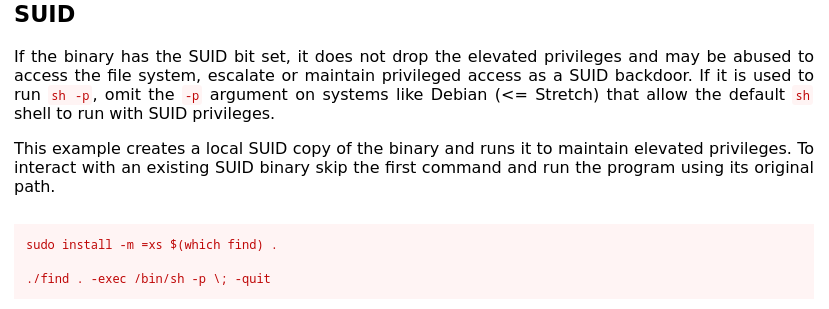 SUID
If the binary has the SUID bit set, it does not drop the elevated privileges and may be abused to
access the file system, escalate or maintain privileged access as a SUID backdoor. If it is used to
run sh -p, omit the -p argument on systems like Debian (<= Stretch) that allow the default sh
shell to run with SUID privileges.
This example creates a local SUID copy of the binary and runs it to maintain elevated privileges. To
interact with an existing SUID binary skip the first command and run the program using its original
path.
sudo install -m =xs $(which find) .
./find . -exec /bin/sh -p \; -quit